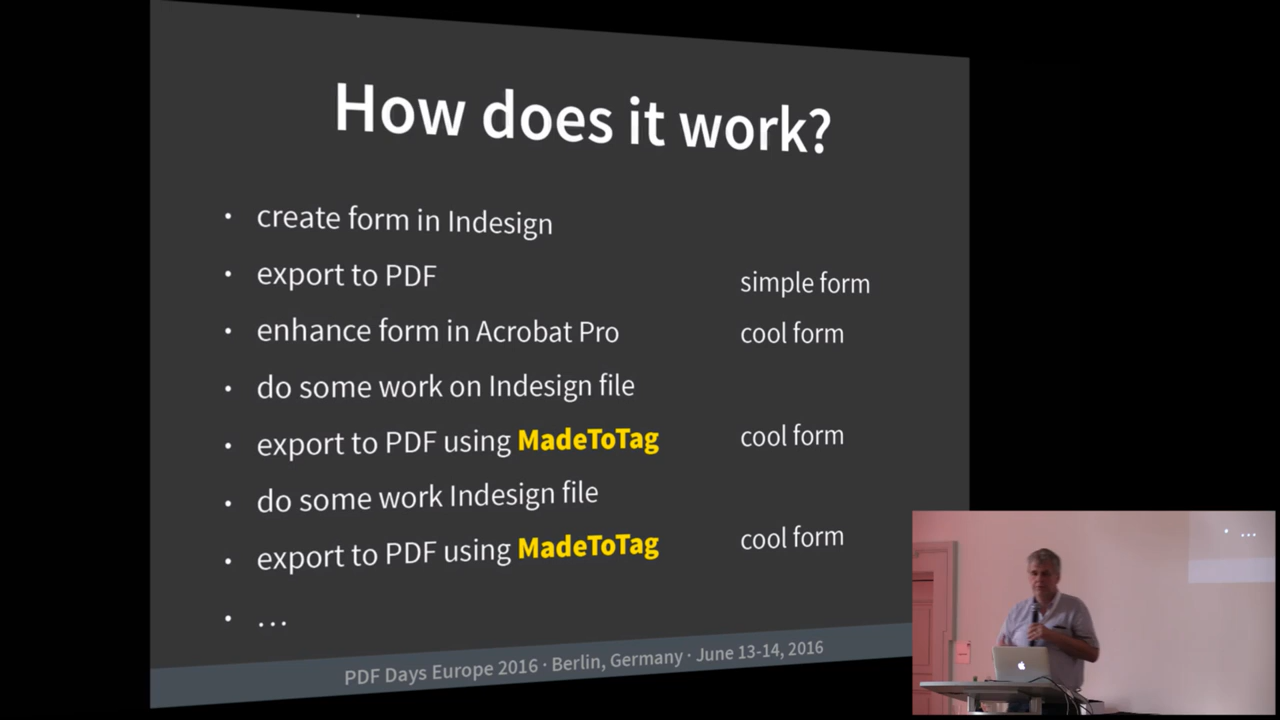 How does it work?
• create form in Indesign
• export to PDF simple form
• enhance form in Acrobat Pro cool form
• do some work on Indesign file
• export to PDF using MadeToTag cool form
• do some work Indesign file
• export to PDF using MadeToTag cool form
• …
PDF Days Europe 2016 · Berlin, Germany · June 13-14, 2016